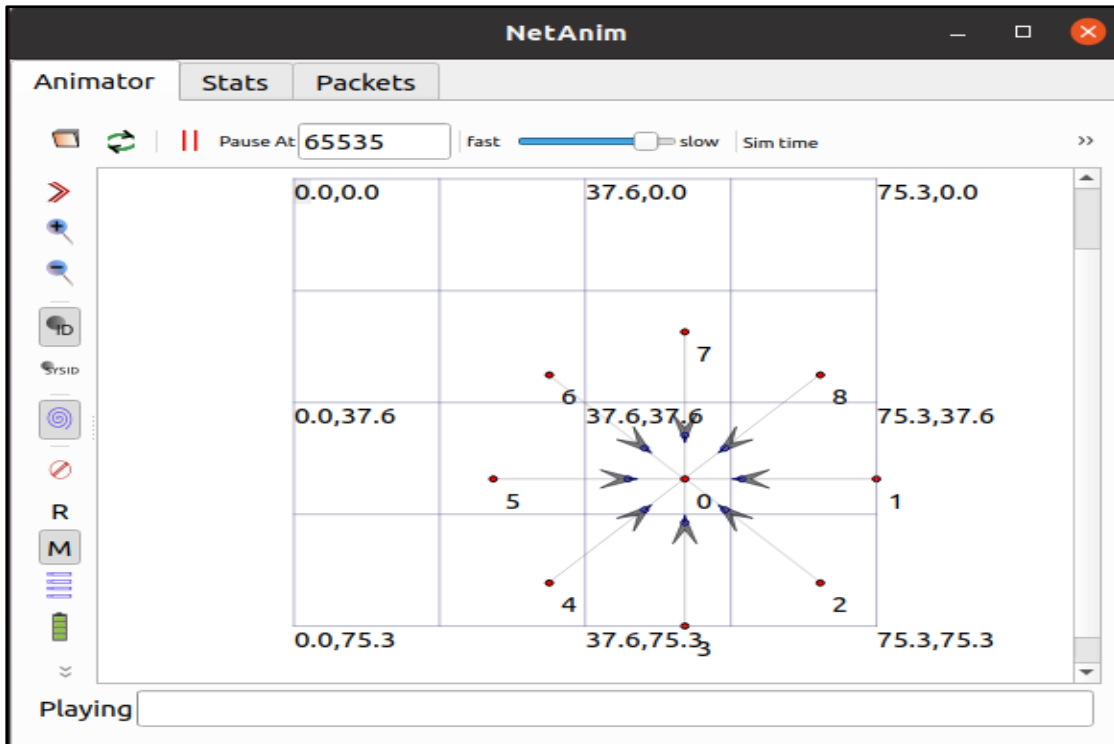 NetAnim
Animator Stats Packets
Pause At 65535 fast slow Sim time »
0.0,0.0 37.6,0.0 75.3,0.0
ID
SYSID
7
6 8
0.0,37.6 37.6,37.6 75.3,37.6
5 0 1
R
M
4 2
0.0,75.3 37.6,75.3 75.3,75.3
3
Playing